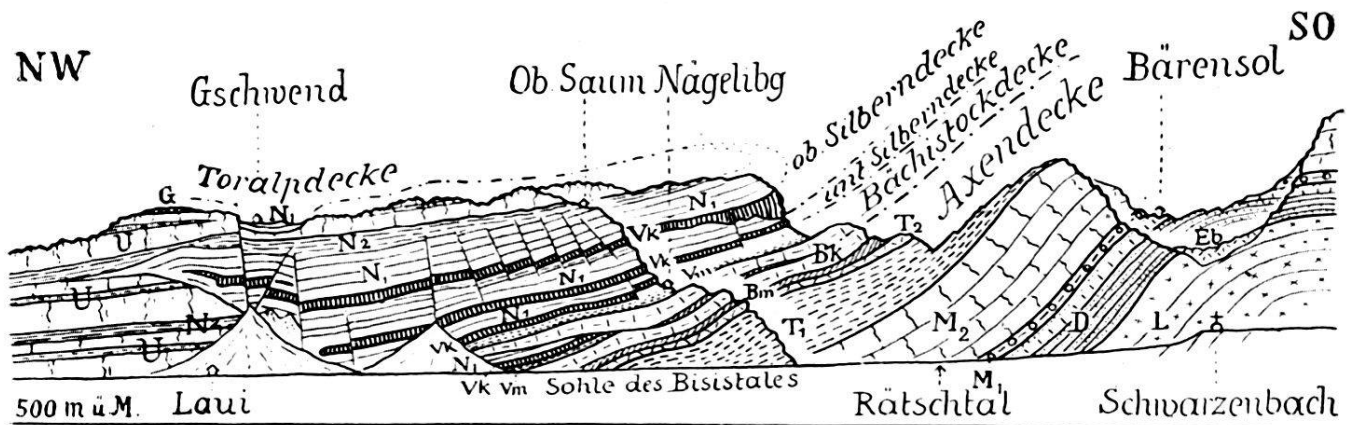 NW
SO
Gschwend
Ob Saum Nägelibg
ob Silberndecke
unt Silberndecke
Bachistockdecke
Axendecke
Bärensol
Toralpdecke
G
N1
U
N2
N1
Vk
N1
Vk
Vm
Bk
T2
Eb
U
N1
Bm
N2
U
N1
T1
M2
D
L
Vk
N1
Vk Vm Sohle des Bisistales
M1
500 m ü M. Laui
Rätschtal
Schwarzenbach